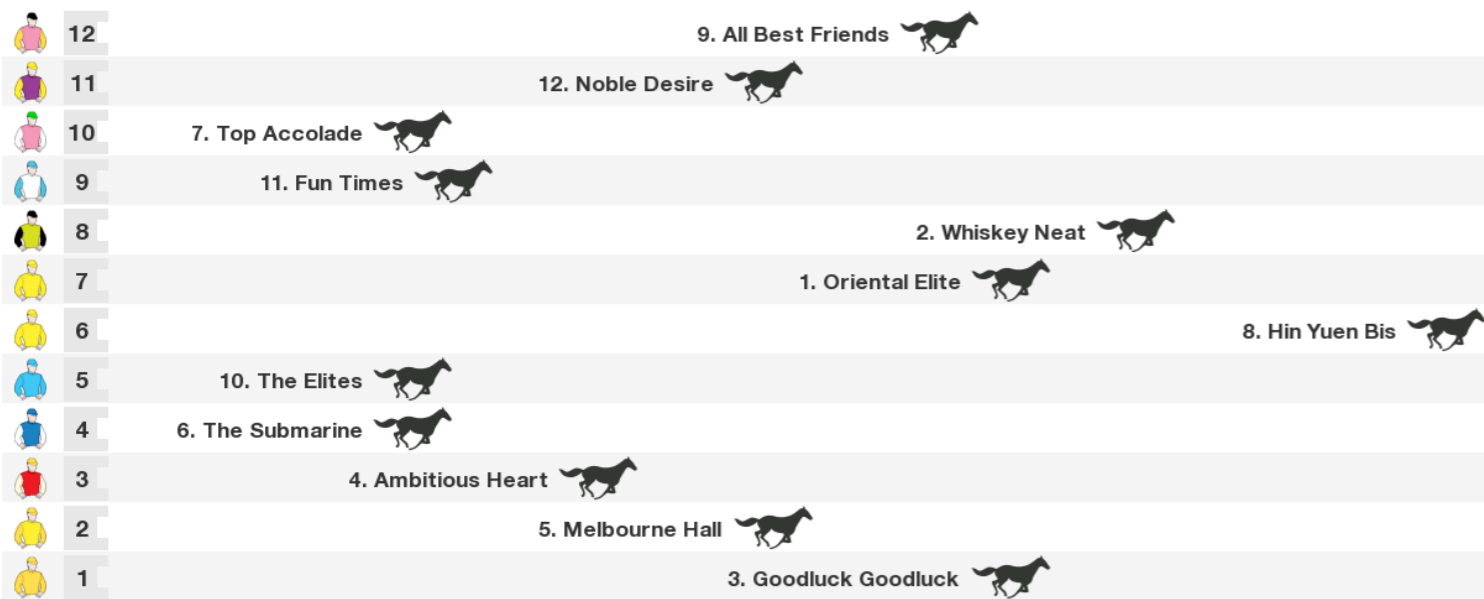 12 9. All Best Friends
11 12. Noble Desire
10 7. Top Accolade
9 11. Fun Times
8 2. Whiskey Neat
7 1. Oriental Elite
6 8. Hin Yuen Bis
5 10. The Elites
4 6. The Submarine
3 4. Ambitious Heart
2 5. Melbourne Hall
1 3. Goodluck Goodluck